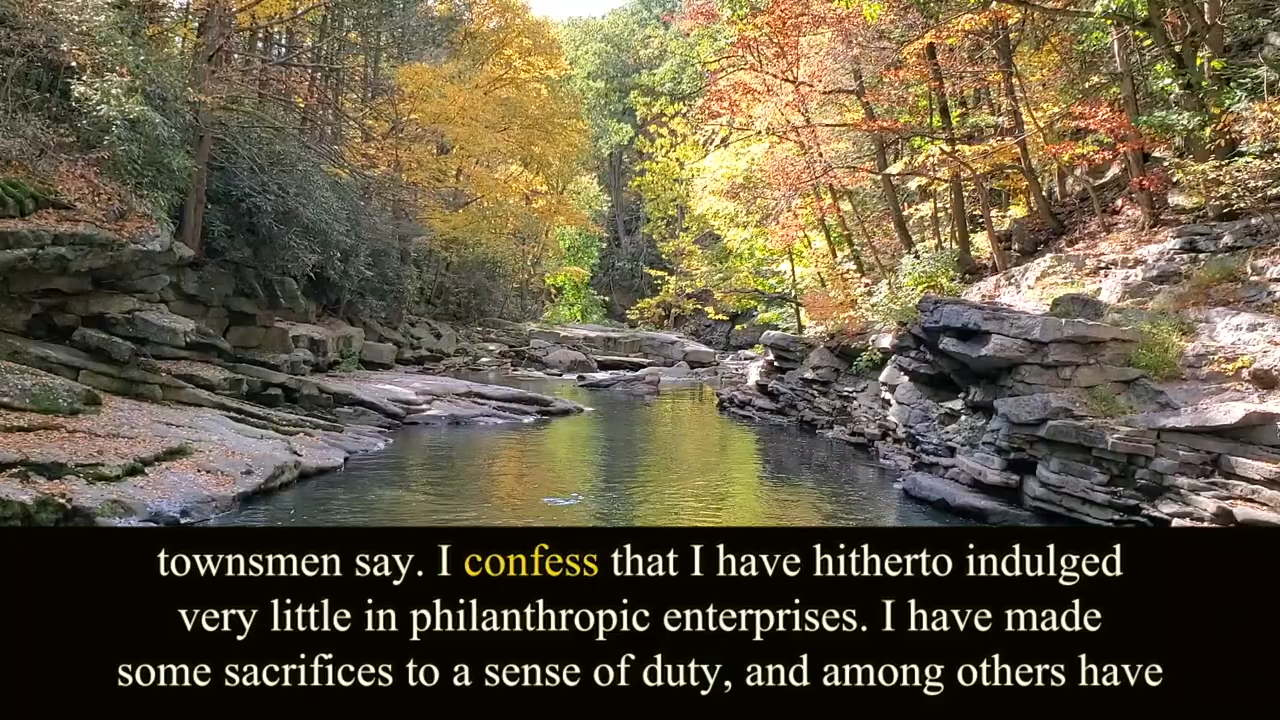 townsmen say. I confess that I have hitherto indulged
very little in philanthropic enterprises. I have made
some sacrifices to a sense of duty, and among others have